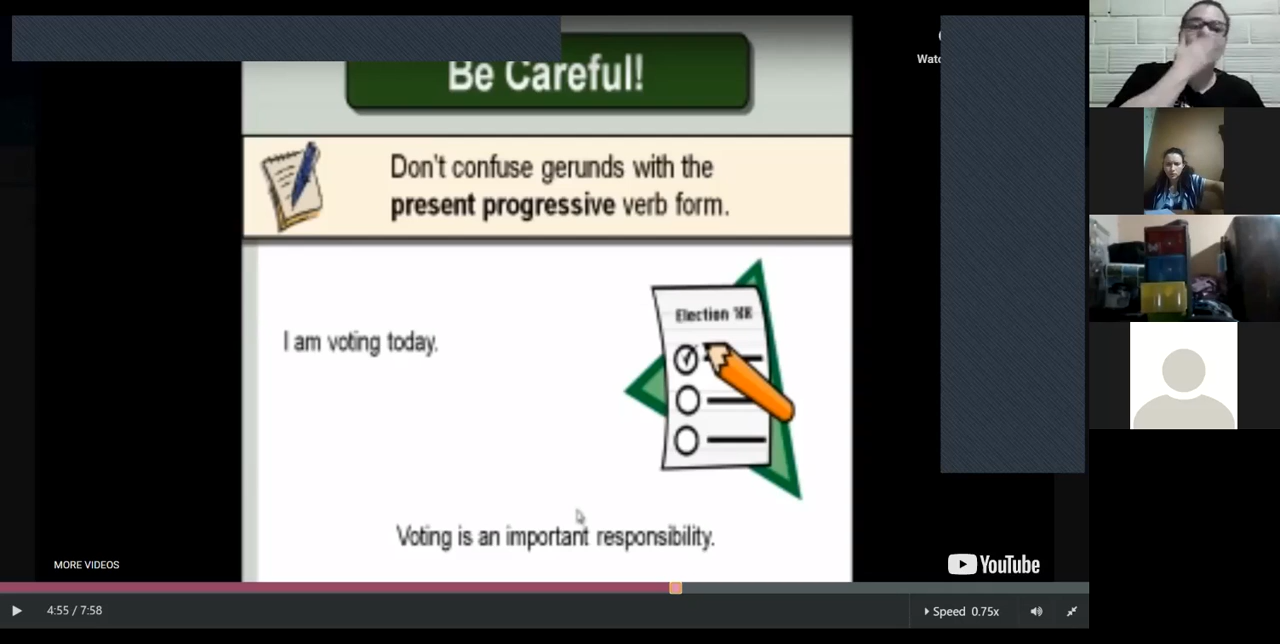 Be Careful!
Don't confuse gerunds with the
present progressive verb form.
Election '08
I am voting today.
Voting is an important responsibility.
MORE VIDEOS
YouTube
4:55 / 7:58
Speed 0.75x